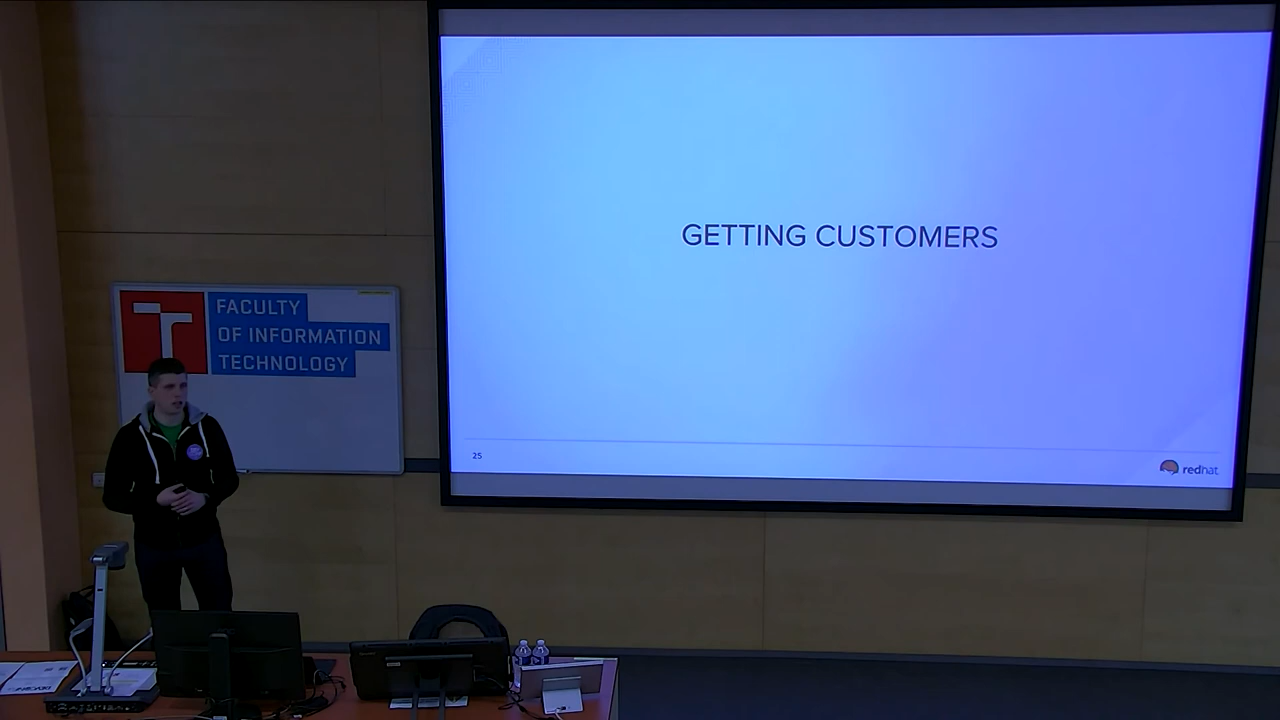 GETTING CUSTOMERS
25
redhat
FACULTY
OF INFORMATION
TECHNOLOGY